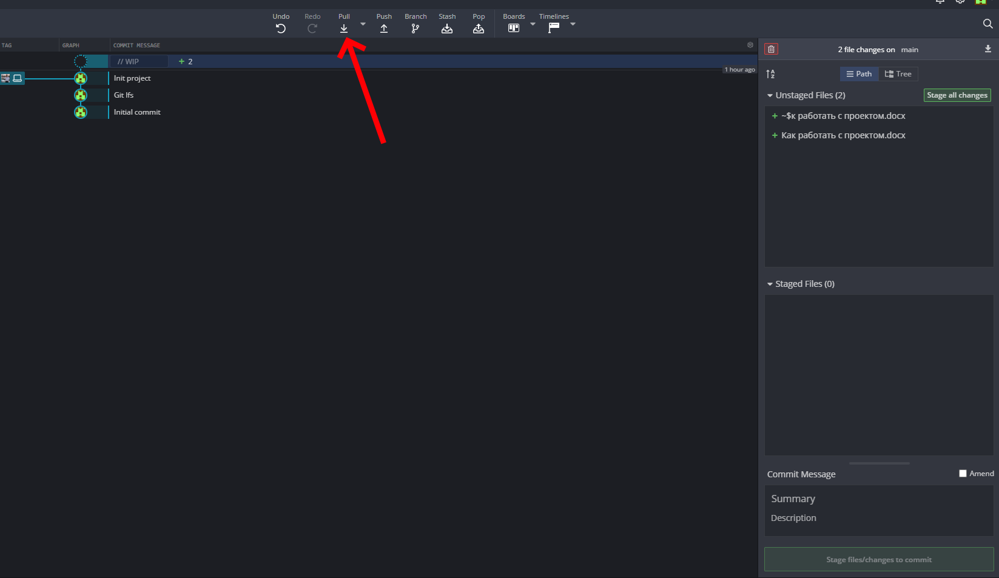 Undo Redo Pull Push Branch Stash Pop Boards Timelines
TAG GRAPH COMMIT MESSAGE
// WIP + 2
1 hour ago
Init project
Git lfs
Initial commit
2 file changes on main
Path Tree
Unstaged Files (2) Stage all changes
+ ~$к работать с проектом.docx
+ Как работать с проектом.docx
Staged Files (0)
Commit Message Amend
Summary
Description
Stage files/changes to commit